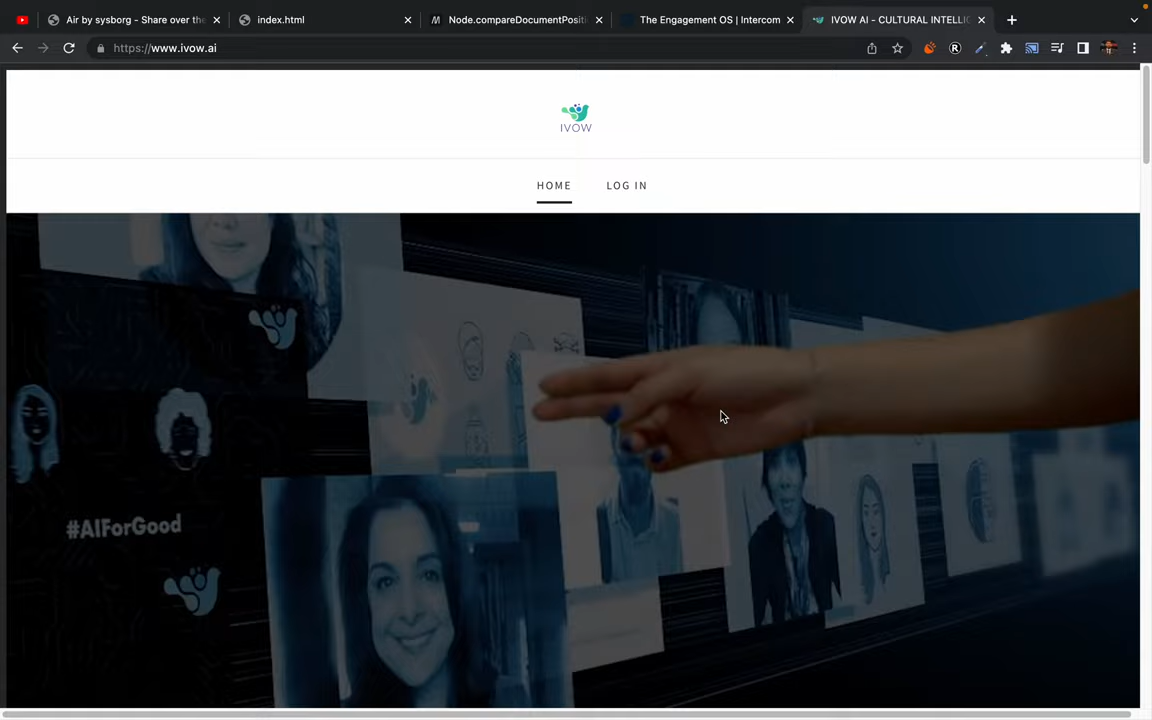 Air by sysborg - Share over the
index.html
Node.compareDocumentPositi
The Engagement OS | Intercom
IVOW AI - CULTURAL INTELLIG
https://www.ivow.ai
IVOW
HOME
LOG IN
#AIForGood